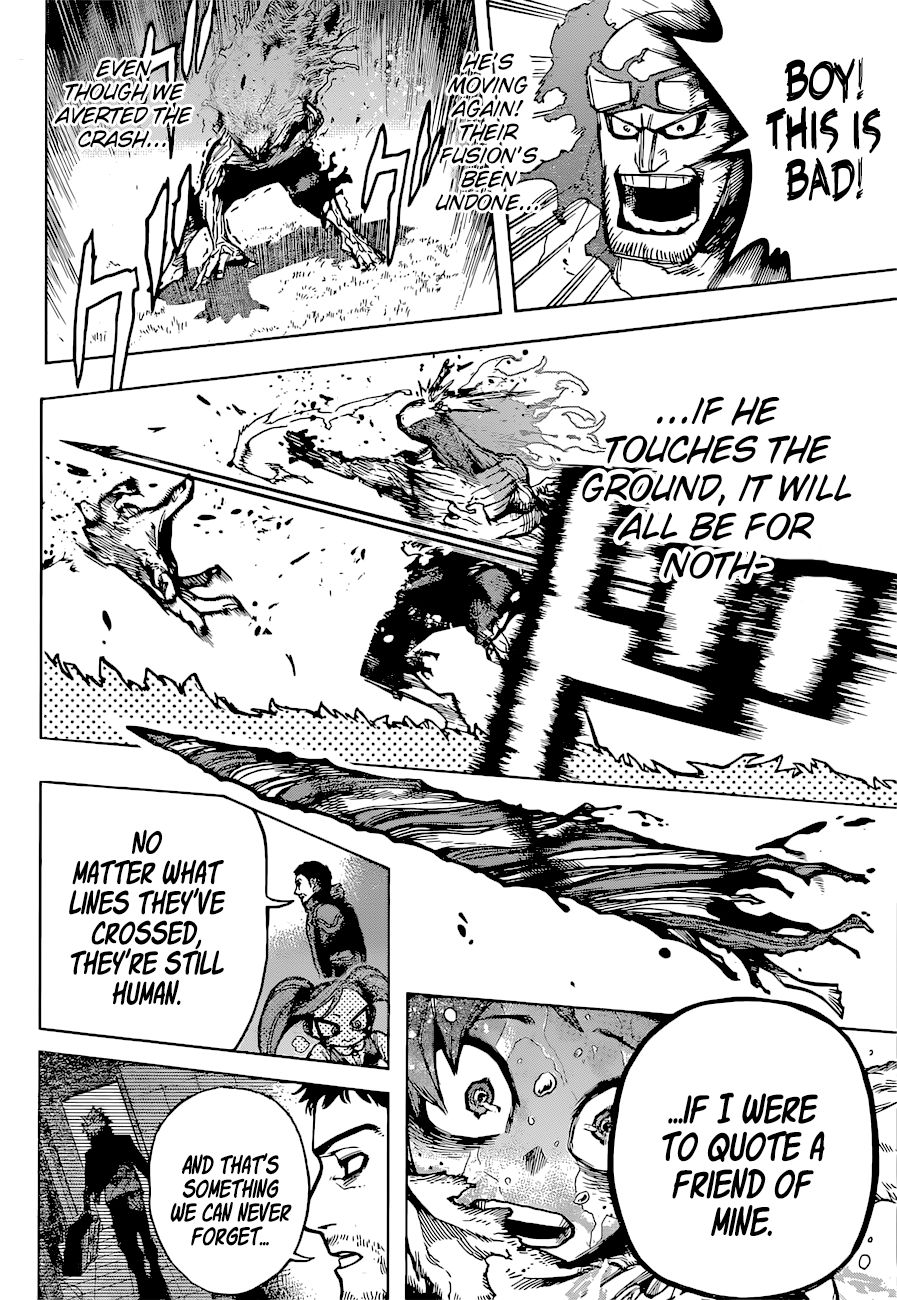 BOY!
THIS IS
BAD!
HE'S
MOVING
AGAIN!
THEIR
FUSION'S
BEEN
UNDONE...
EVEN
THOUGH WE
AVERTED THE
CRASH...
...IF HE
TOUCHES THE
GROUND, IT WILL
ALL BE FOR
NOTH-
NO
MATTER WHAT
LINES THEY'VE
CROSSED,
THEY'RE STILL
HUMAN.
...IF I WERE
TO QUOTE A
FRIEND OF
MINE.
AND THAT'S
SOMETHING
WE CAN NEVER
FORGET...